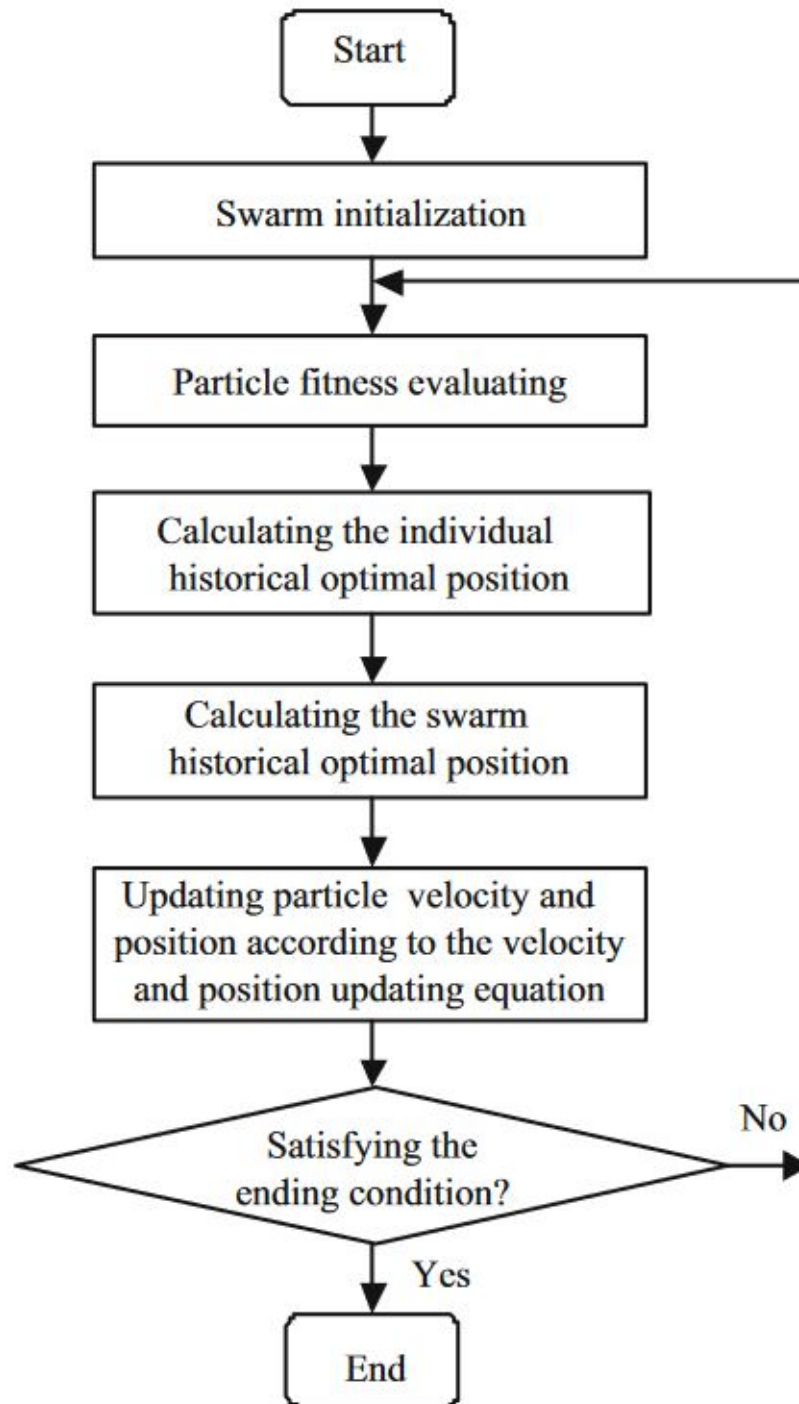 Start
Swarm initialization
Particle fitness evaluating
Calculating the individual
historical optimal position
Calculating the swarm
historical optimal position
Updating particle velocity and
position according to the velocity
and position updating equation
Satisfying the
ending condition?
No
Yes
End